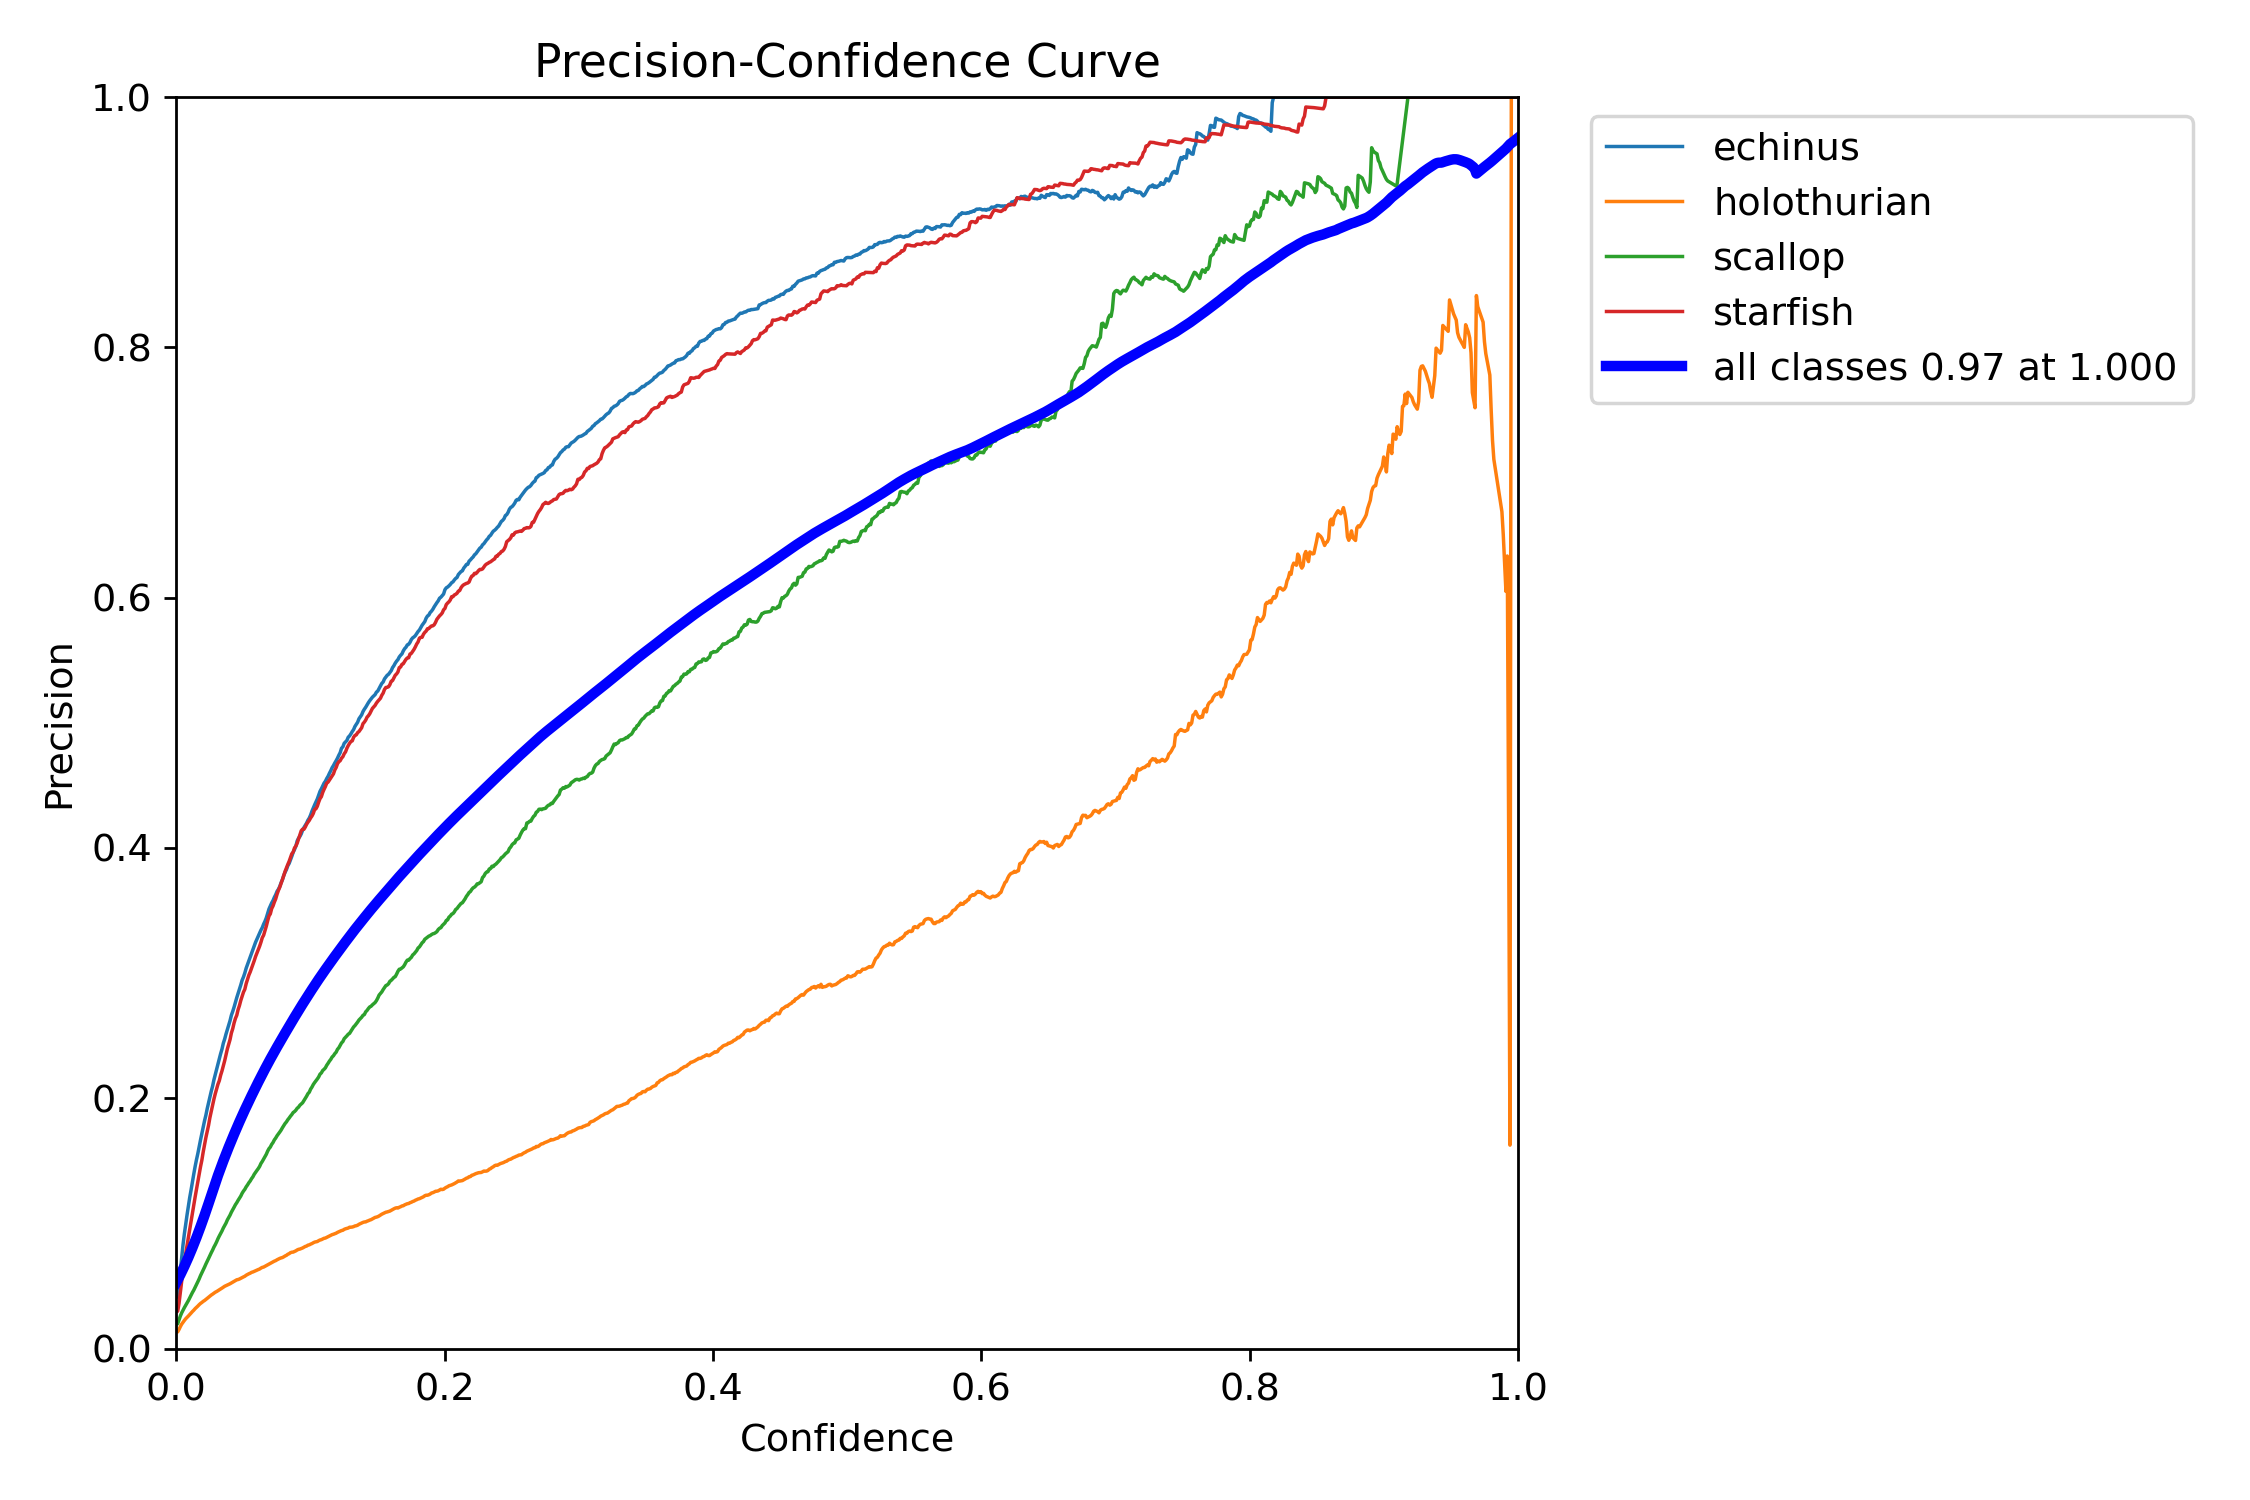 Precision-Confidence Curve
1.0
0.8
0.6
0.4
0.2
0.0
Precision
0.0 0.2 0.4 0.6 0.8 1.0
Confidence
echinus
holothurian
scallop
starfish
all classes 0.97 at 1.000